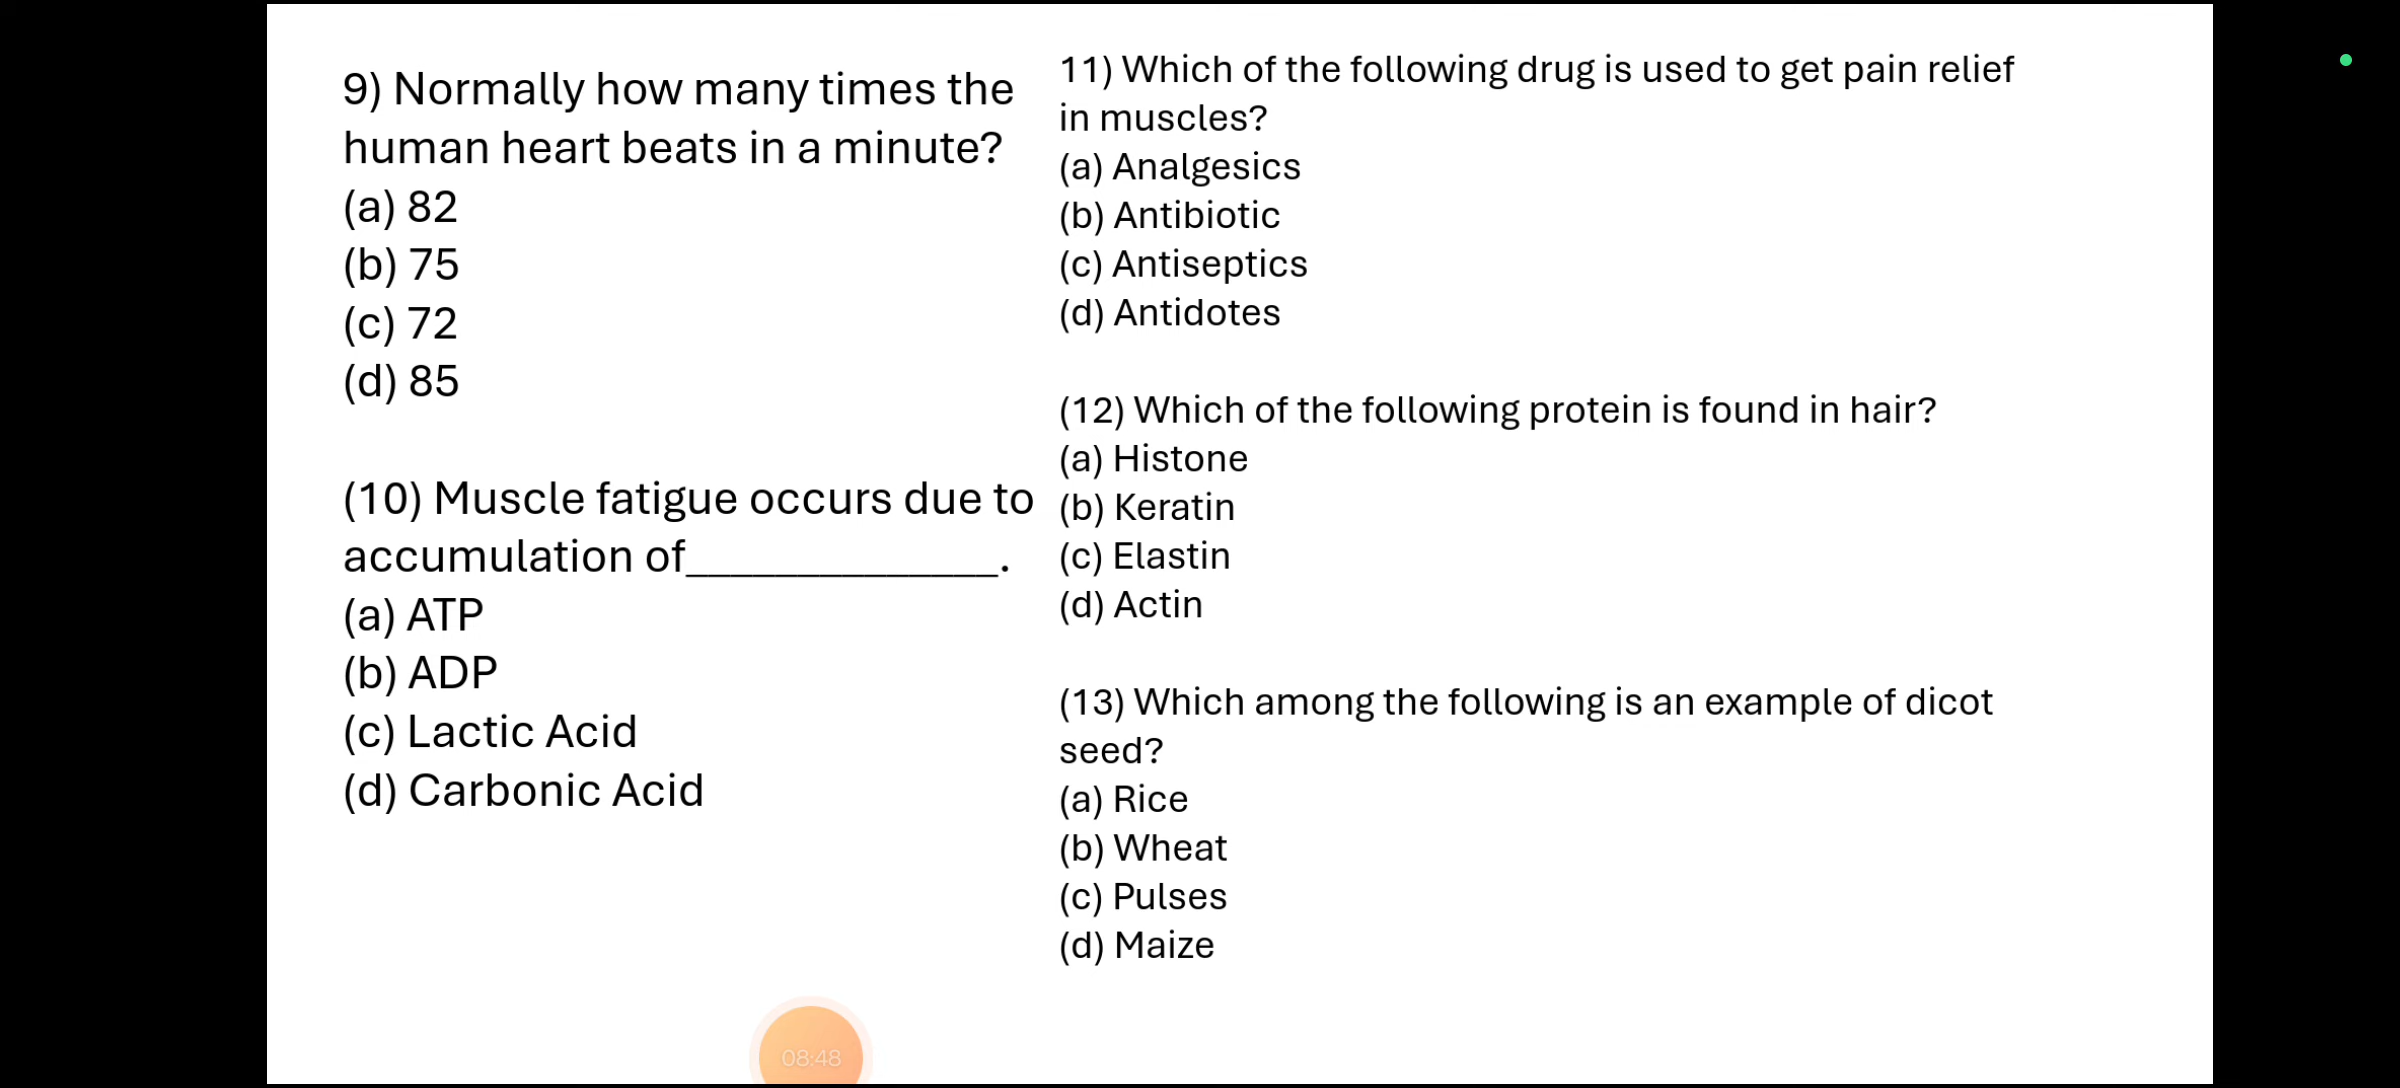 9) Normally how many times the
human heart beats in a minute?
(a) 82
(b) 75
(c) 72
(d) 85
(10) Muscle fatigue occurs due to
accumulation of______________.
(a) ATP
(b) ADP
(c) Lactic Acid
(d) Carbonic Acid
11) Which of the following drug is used to get pain relief
in muscles?
(a) Analgesics
(b) Antibiotic
(c) Antiseptics
(d) Antidotes
(12) Which of the following protein is found in hair?
(a) Histone
(b) Keratin
(c) Elastin
(d) Actin
(13) Which among the following is an example of dicot
seed?
(a) Rice
(b) Wheat
(c) Pulses
(d) Maize
08:48